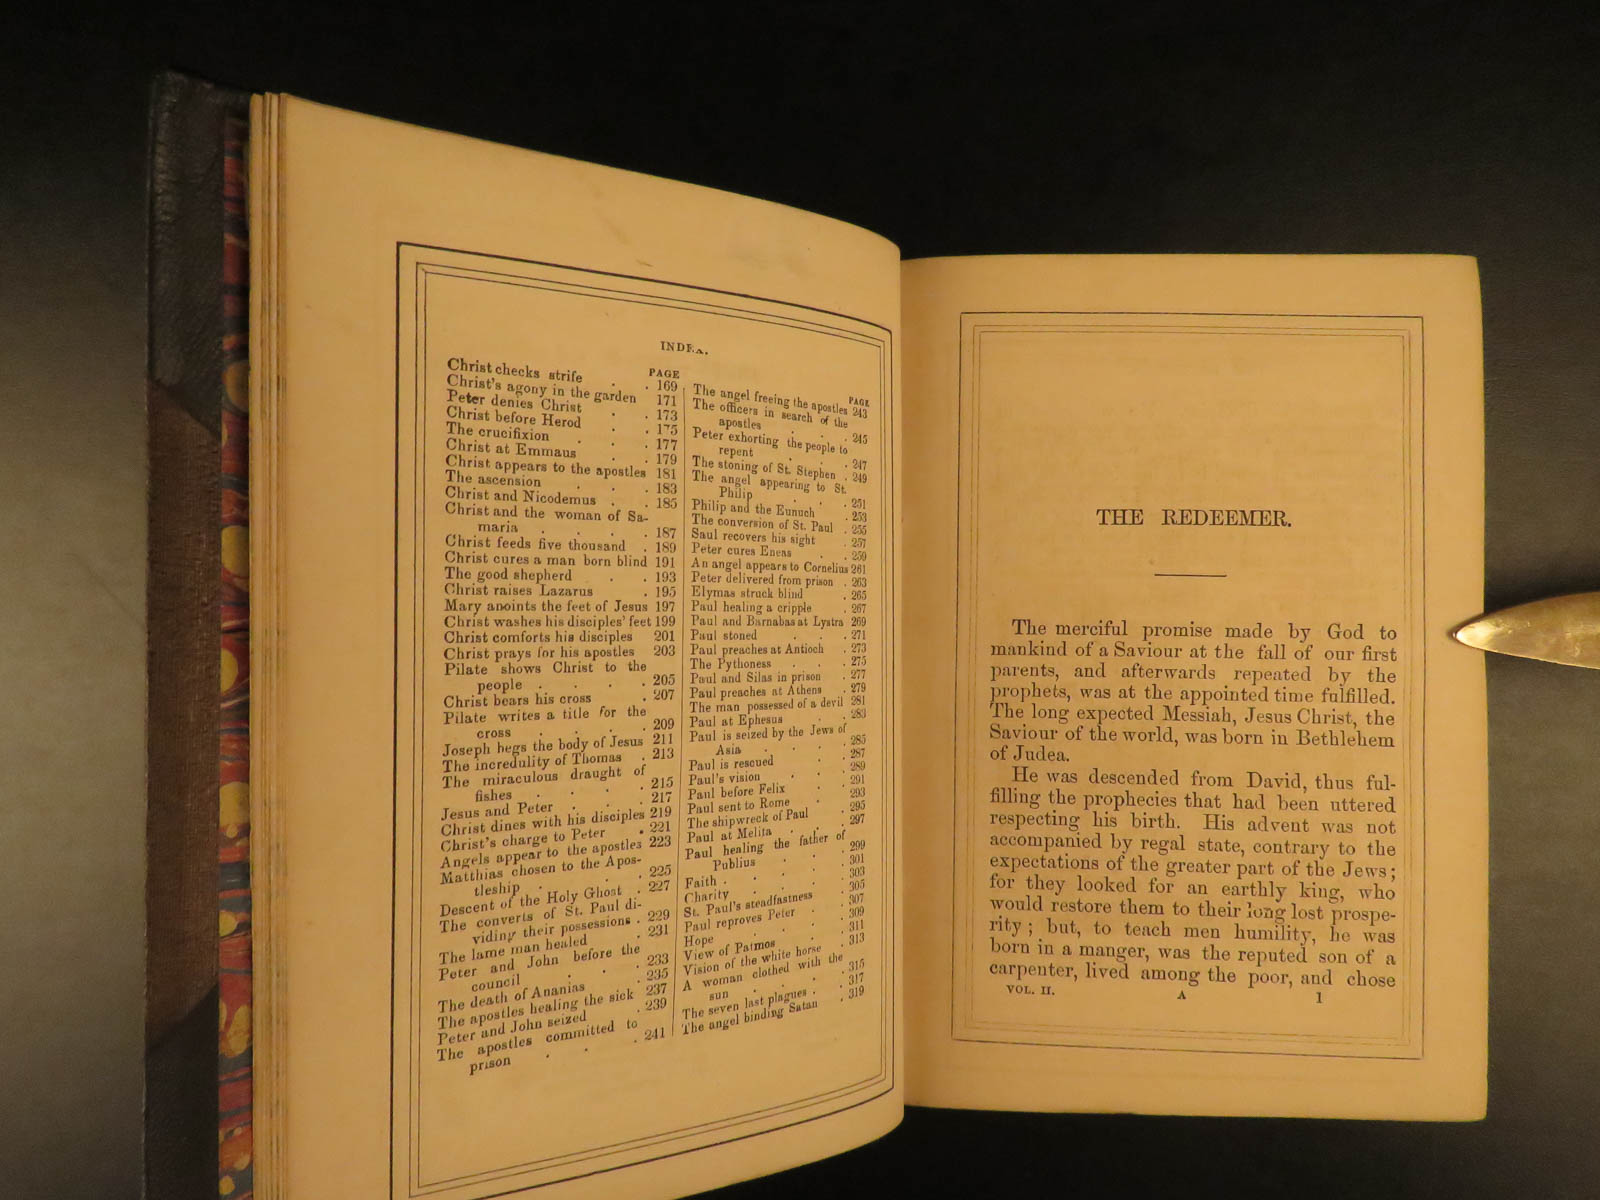 INDEX.
PAGE
Christ checks strife . . 169
Christ's agony in the garden 171
Peter denies Christ . . 173
Christ before Herod . . 175
The crucifixion . . . 177
Christ at Emmaus . . 179
Christ appears to the apostles 181
The ascension . . . 183
Christ and Nicodemus . . 185
Christ and the woman of Sa-
maria . . . . 187
Christ feeds five thousand . 189
Christ cures a man born blind 191
The good shepherd . . 193
Christ raises Lazarus . 195
Mary anoints the feet of Jesus 197
Christ washes his disciples' feet 199
Christ comforts his disciples 201
Christ prays for his apostles 203
Pilate shows Christ to the
people . . . . 205
Christ bears his cross . 207
Pilate writes a title for the
cross . . . . 209
Joseph begs the body of Jesus 211
The incredulity of Thomas . 213
The miraculous draught of
fishes . . . . 215
Jesus and Peter . . . 217
Christ dines with his disciples 219
Christ's charge to Peter . 221
Angels appear to the apostles 223
Matthias chosen to the Apos-
tleship . . . . 225
Descent of the Holy Ghost . 227
The converts of St. Paul di-
viding their possessions . 229
The lame man healed . 231
Peter and John before the
council . . . 233
The death of Ananias . 235
The apostles healing the sick 237
Peter and John seized . 239
The apostles committed to
prison . . . 241
PAGE
The angel freeing the apostles 243
The officers in search of the
apostles . . . 245
Peter exhorting the people to
repent . . . 247
The stoning of St. Stephen . 249
The angel appearing to St.
Philip . . . 251
Philip and the Eunuch . 253
The conversion of St. Paul . 255
Saul recovers his sight . 257
Peter cures Eneas . . 259
An angel appears to Cornelius 261
Peter delivered from prison . 263
Elymas struck blind . 265
Paul healing a cripple . 267
Paul and Barnabas at Lystra 269
Paul stoned . . . 271
Paul preaches at Antioch . 273
The Pythoness . . . 275
Paul and Silas in prison . 277
Paul preaches at Athens . 279
The man possessed of a devil 281
Paul at Ephesus . . 283
Paul is seized by the Jews of
Asia . . . . 285
Paul is rescued . . 287
Paul's vision . . . 289
Paul before Felix . . 291
Paul sent to Rome . . 293
The shipwreck of Paul . 295
Paul at Melita . . . 297
Paul healing the father of
Publius . . . 299
Faith . . . . 301
Charity . . . . 303
St. Paul's steadfastness . 305
Paul reproves Peter . . 307
Hope . . . . 309
View of Patmos . . 311
Vision of the white horse . 313
A woman clothed with the
sun . . . . 315
The seven last plagues . . 317
The angel binding Satan . 319
THE REDEEMER.
The merciful promise made by God to
mankind of a Saviour at the fall of our first
parents, and afterwards repeated by the
prophets, was at the appointed time fulfilled.
The long expected Messiah, Jesus Christ, the
Saviour of the world, was born in Bethlehem
of Judea.
He was descended from David, thus ful-
filling the prophecies that had been uttered
respecting his birth. His advent was not
accompanied by regal state, contrary to the
expectations of the greater part of the Jews;
for they looked for an earthly king, who
would restore them to their long lost prospe-
rity; but, to teach men humility, he was
born in a manger, was the reputed son of a
carpenter, lived among the poor, and chose
VOL. II. A 1